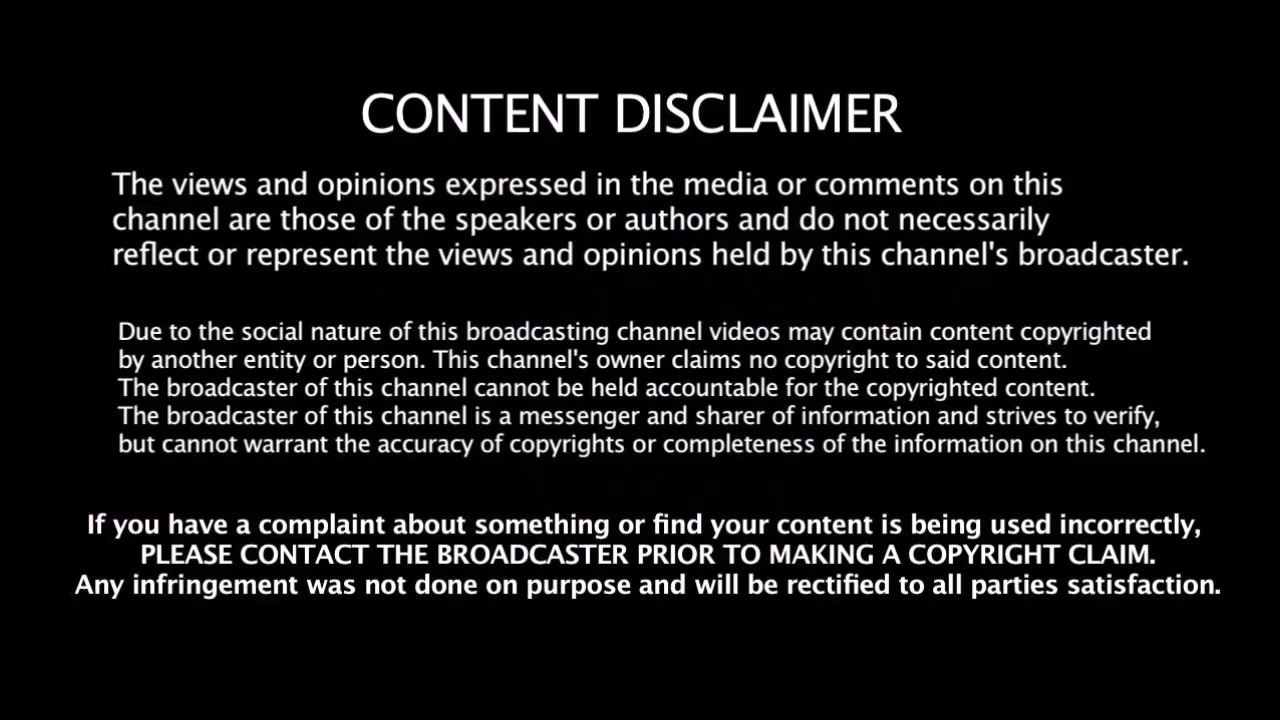 CONTENT DISCLAIMER
The views and opinions expressed in the media or comments on this
channel are those of the speakers or authors and do not necessarily
reflect or represent the views and opinions held by this channel's broadcaster.
Due to the social nature of this broadcasting channel videos may contain content copyrighted
by another entity or person. This channel's owner claims no copyright to said content.
The broadcaster of this channel cannot be held accountable for the copyrighted content.
The broadcaster of this channel is a messenger and sharer of information and strives to verify,
but cannot warrant the accuracy of copyrights or completeness of the information on this channel.
If you have a complaint about something or find your content is being used incorrectly,
PLEASE CONTACT THE BROADCASTER PRIOR TO MAKING A COPYRIGHT CLAIM.
Any infringement was not done on purpose and will be rectified to all parties satisfaction.